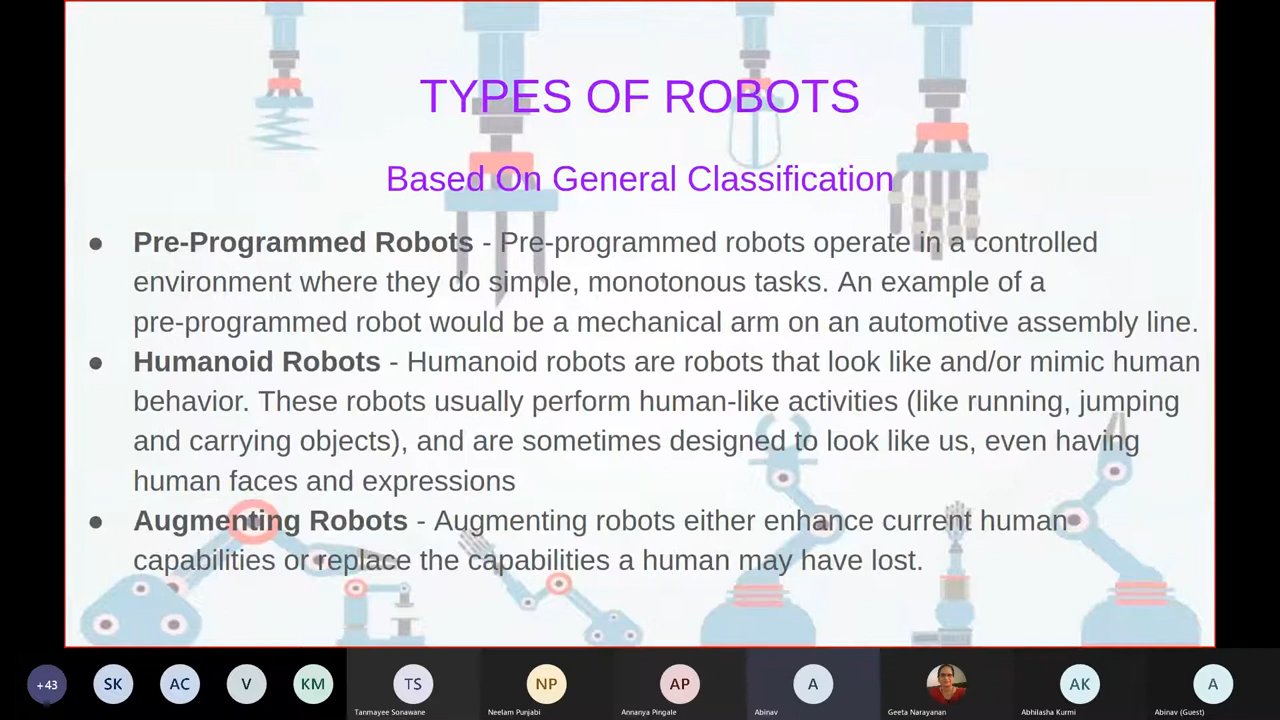 TYPES OF ROBOTS
Based On General Classification
● Pre-Programmed Robots - Pre-programmed robots operate in a controlled
environment where they do simple, monotonous tasks. An example of a
pre-programmed robot would be a mechanical arm on an automotive assembly line.
● Humanoid Robots - Humanoid robots are robots that look like and/or mimic human
behavior. These robots usually perform human-like activities (like running, jumping
and carrying objects), and are sometimes designed to look like us, even having
human faces and expressions
● Augmenting Robots - Augmenting robots either enhance current human
capabilities or replace the capabilities a human may have lost.
+43 SK AC V KM TS NP AP A AK A
Tanmayee Sonawane Neelam Punjabi Annanya Pingale Abinav Geeta Narayanan Abhilasha Kurmi Abinav (Guest)